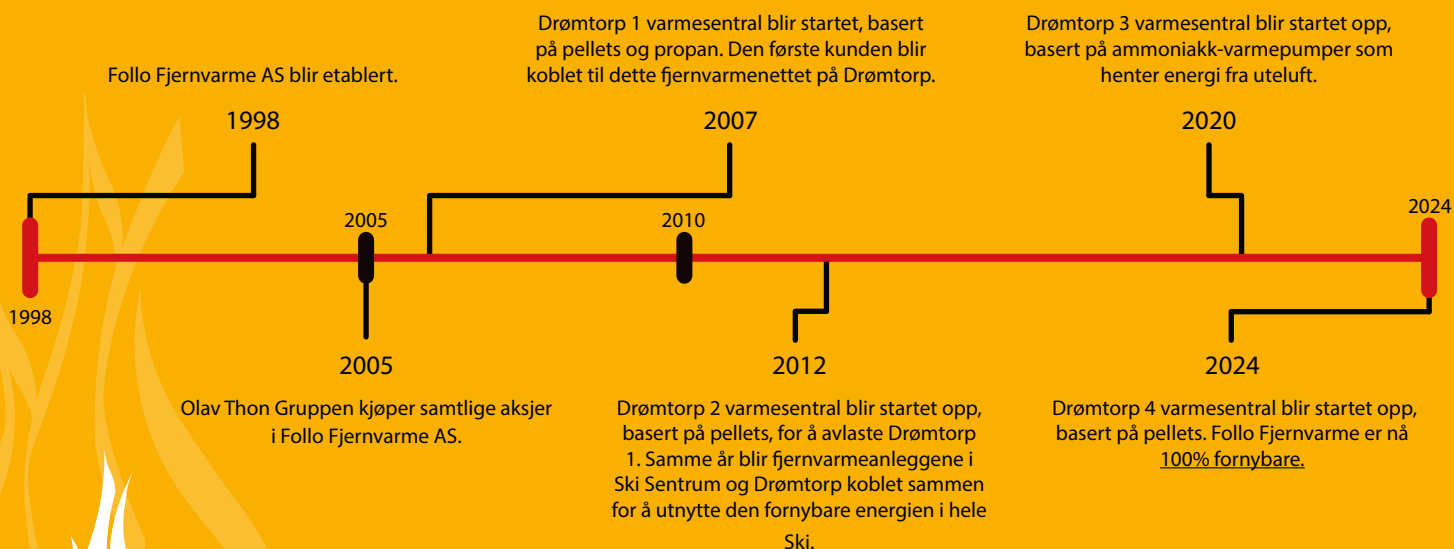 Follo Fjernvarme AS blir etablert.
1998
Drømtorp 1 varmesentral blir startet, basert
på pellets og propan. Den første kunden blir
koblet til dette fjernvarmenettet på Drømtorp.
2007
Drømtorp 3 varmesentral blir startet opp,
basert på ammoniakk-varmepumper som
henter energi fra uteluft.
2020
2005
2010
2024
1998
2005
Olav Thon Gruppen kjøper samtlige aksjer
i Follo Fjernvarme AS.
2012
Drømtorp 2 varmesentral blir startet opp,
basert på pellets, for å avlaste Drømtorp
1. Samme år blir fjernvarmeanleggene i
Ski Sentrum og Drømtorp koblet sammen
for å utnytte den fornybare energien i hele
Ski.
2024
Drømtorp 4 varmesentral blir startet opp,
basert på pellets. Follo Fjernvarme er nå
100% fornybare.